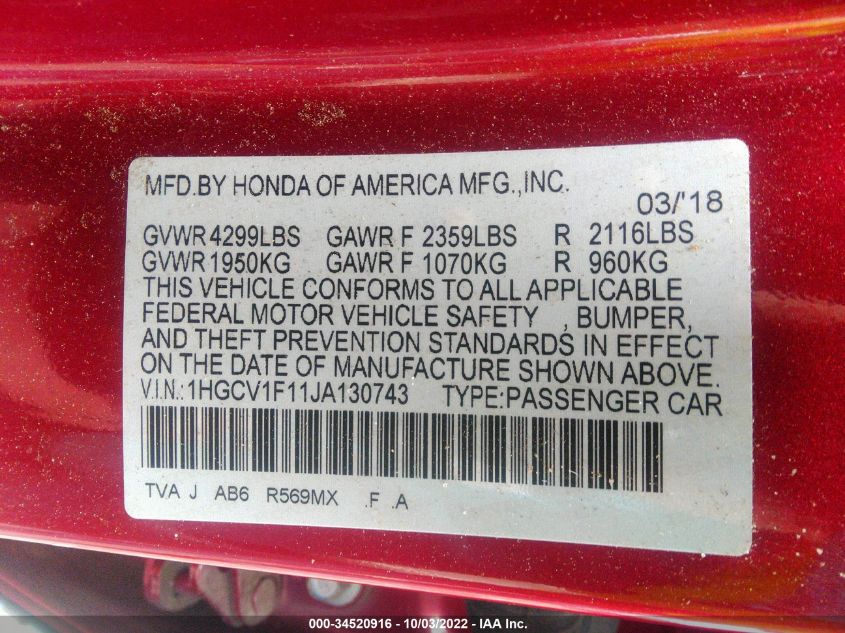 MFD.BY HONDA OF AMERICA MFG.,INC.
03/'18
GVWR 4299LBS GAWR F 2359LBS R 2116LBS
GVWR 1950KG GAWR F 1070KG R 960KG
THIS VEHICLE CONFORMS TO ALL APPLICABLE
FEDERAL MOTOR VEHICLE SAFETY , BUMPER,
AND THEFT PREVENTION STANDARDS IN EFFECT
ON THE DATE OF MANUFACTURE SHOWN ABOVE.
V.I.N.:1HGCV1F11JA130743 TYPE:PASSENGER CAR
TVA J AB6 R569MX .F .A
000-34520916 - 10/03/2022 - IAA Inc.